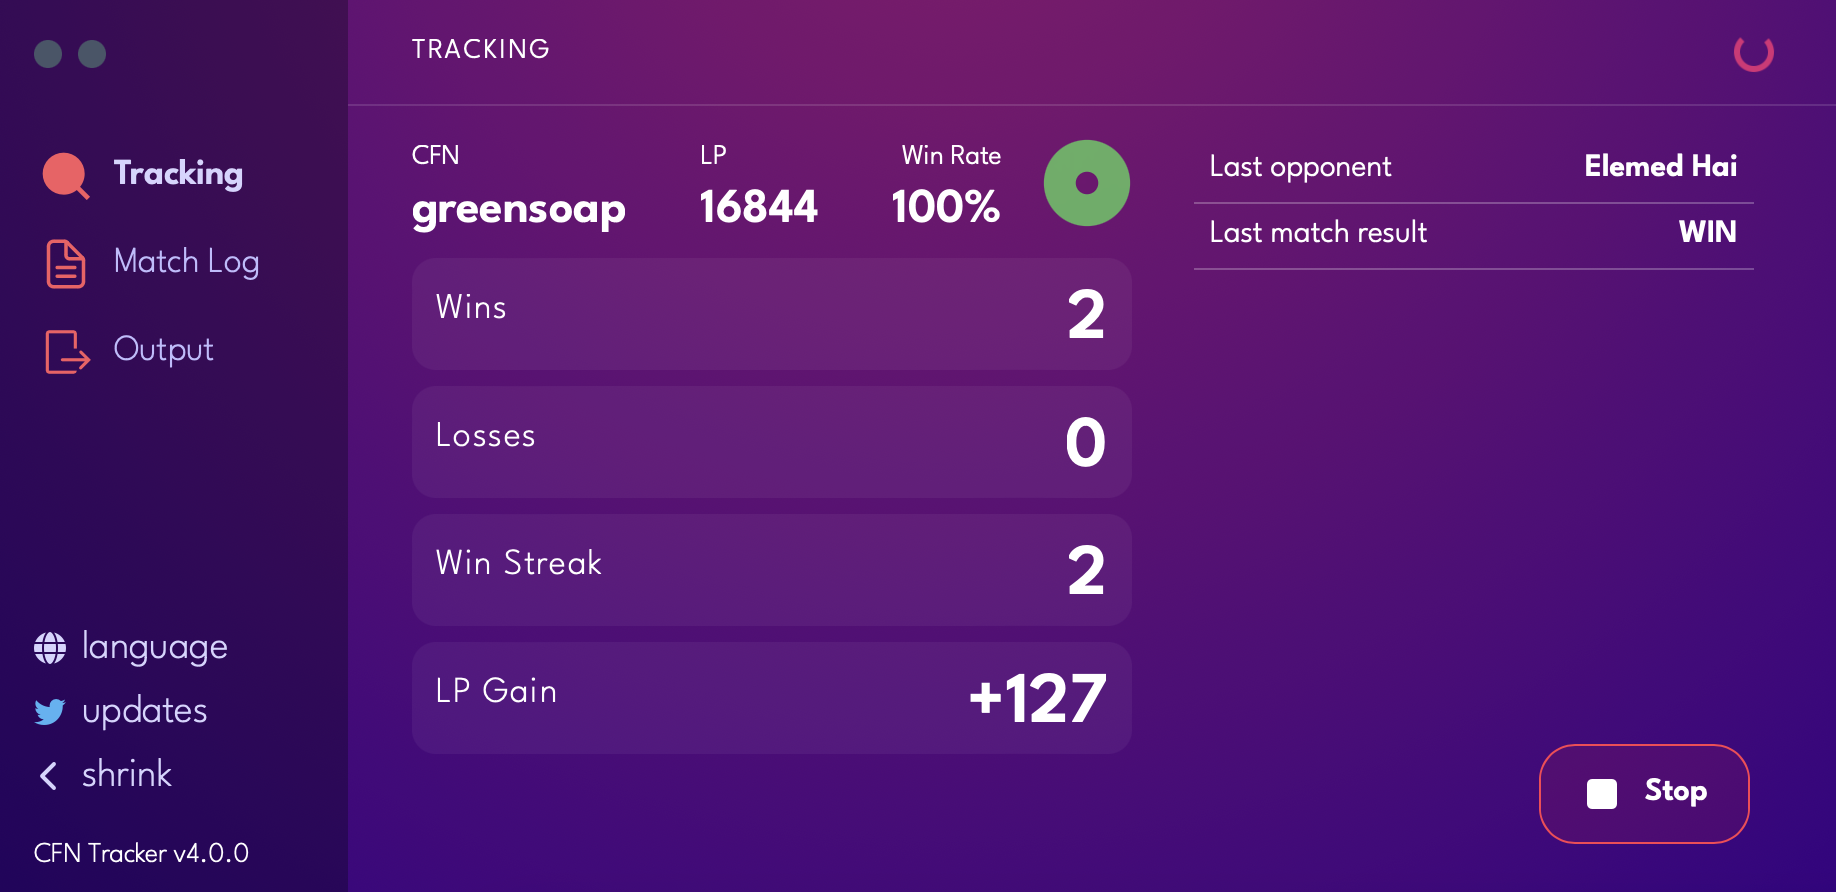 TRACKING
Tracking
Match Log
Output
language
updates
shrink
CFN Tracker v4.0.0
CFN
greensoap
LP
16844
Win Rate
100%
Wins
2
Losses
0
Win Streak
2
LP Gain
+127
Last opponent
Elemed Hai
Last match result
WIN
Stop